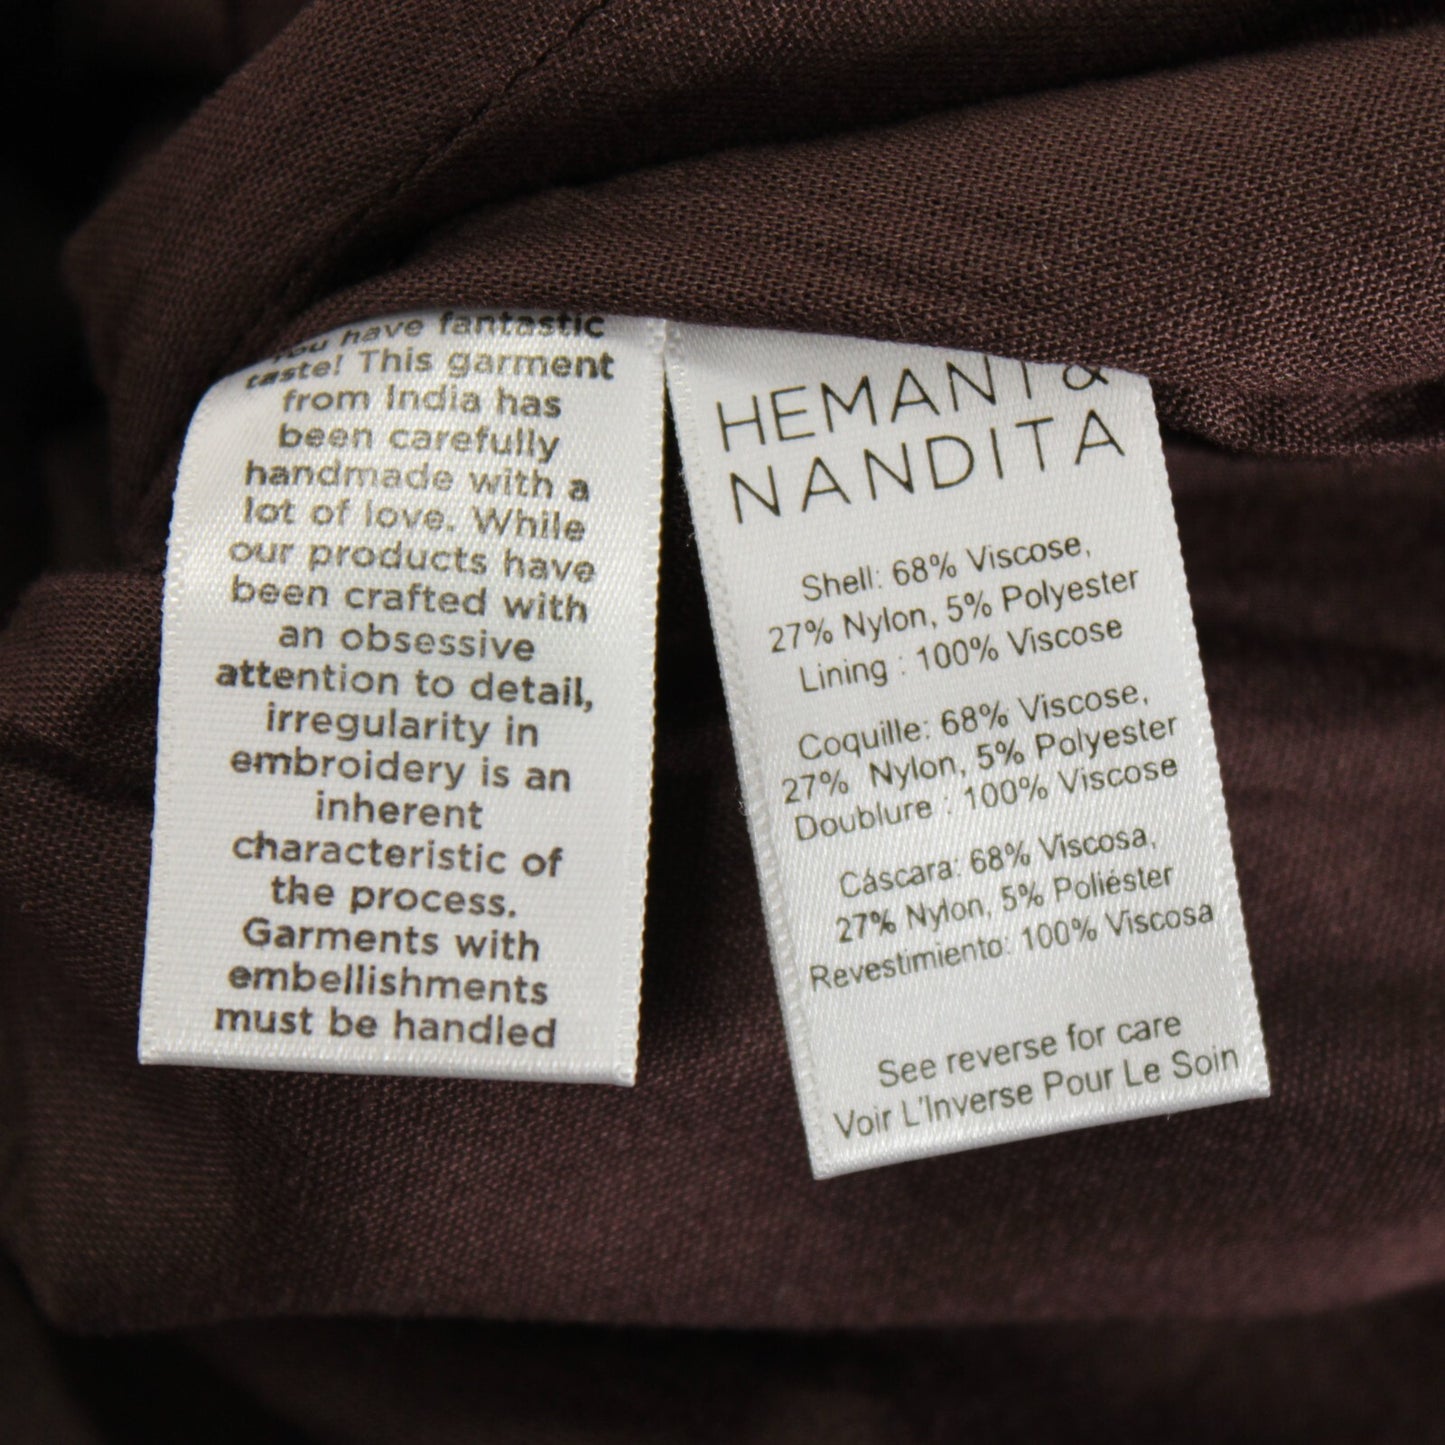 You have fantastic
taste! This garment
from India has
been carefully
handmade with a
lot of love. While
our products have
been crafted with
an obsessive
attention to detail,
irregularity in
embroidery is an
inherent
characteristic of
the process.
Garments with
embellishments
must be handled
HEMANT &
NANDITA
Shell: 68% Viscose,
27% Nylon, 5% Polyester
Lining : 100% Viscose
Coquille: 68% Viscose,
27% Nylon, 5% Polyester
Doublure : 100% Viscose
Cáscara: 68% Viscosa,
27% Nylon, 5% Poliéster
Revestimiento: 100% Viscosa
See reverse for care
Voir L'Inverse Pour Le Soin